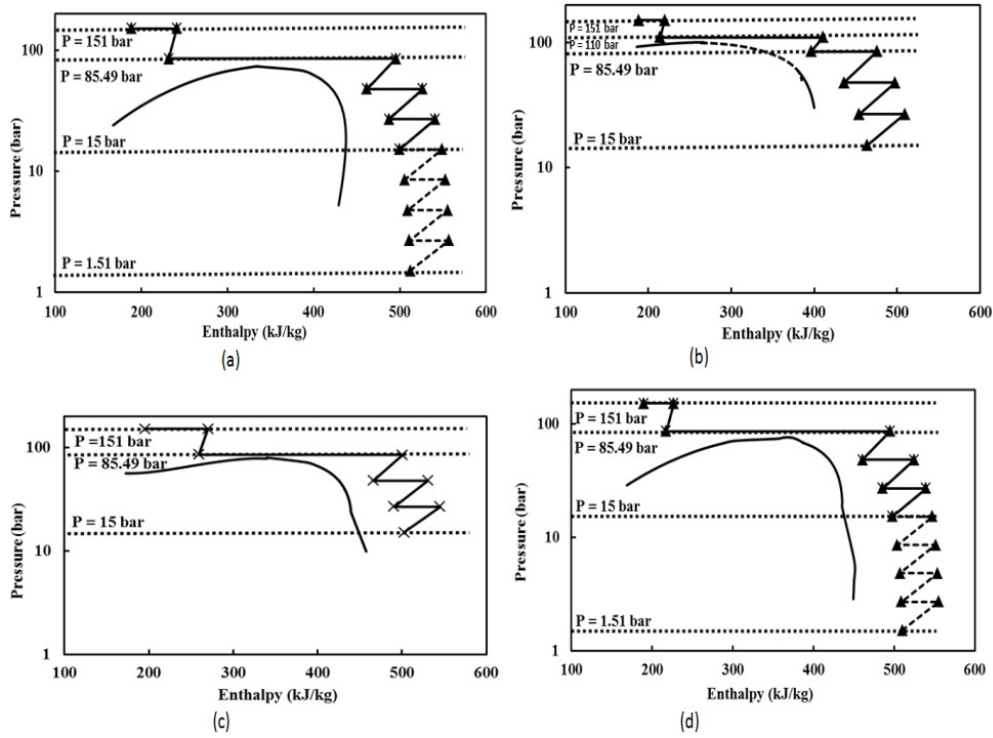 P = 151 bar
100
P = 85.49 bar
P = 15 bar
10
P = 1.51 bar
1
Pressure (bar)
100 200 300 400 500 600
Enthalpy (kJ/kg)
(a)
P = 151 bar
100
P = 110 bar
P = 85.49 bar
P = 15 bar
10
1
Pressure (bar)
100 200 300 400 500 600
Enthalpy (kJ/kg)
(b)
P =151 bar
100
P = 85.49 bar
P = 15 bar
10
1
Pressure (bar)
100 200 300 400 500 600
Enthalpy (kJ/kg)
(c)
P = 151 bar
100
P = 85.49 bar
P = 15 bar
10
P = 1.51 bar
1
Pressure (bar)
100 200 300 400 500 600
Enthalpy (kJ/kg)
(d)